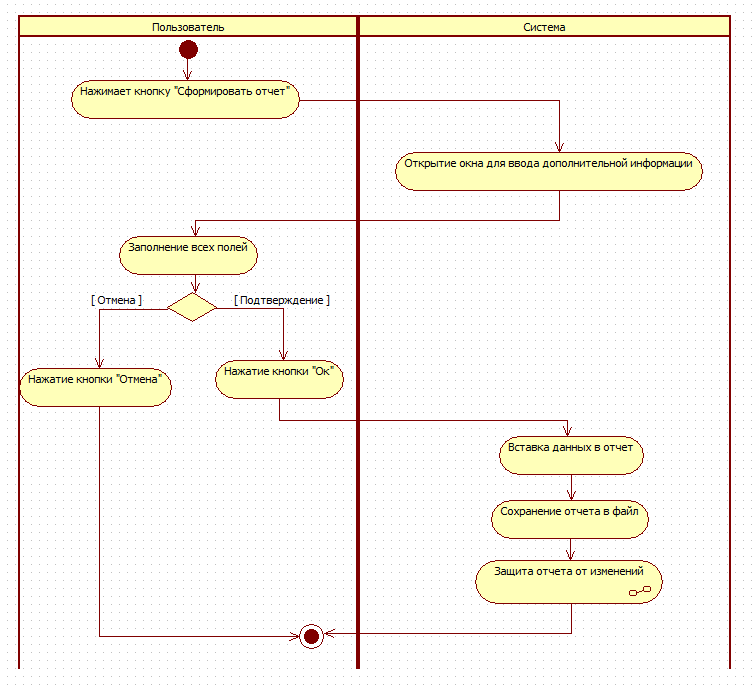 Пользователь
Система
Нажимает кнопку "Сформировать отчет"
Открытие окна для ввода дополнительной информации
Заполнение всех полей
[ Отмена ]
[ Подтверждение ]
Нажатие кнопки "Отмена"
Нажатие кнопки "Ок"
Вставка данных в отчет
Сохранение отчета в файл
Защита отчета от изменений